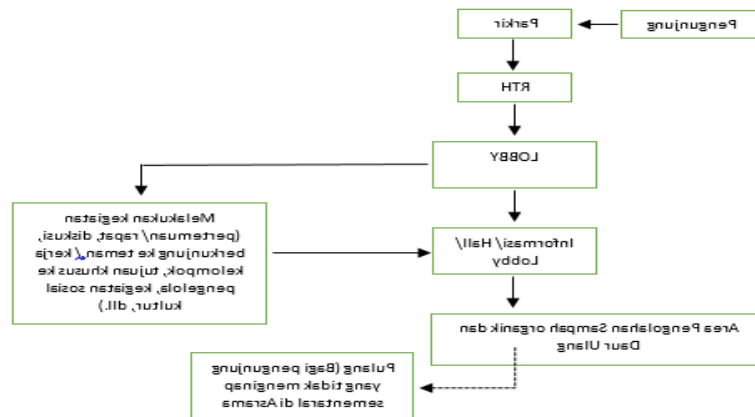 Pengunjung
Parkir
RTH
LOBBY
Melakukan kegiatan
(pertemuan/ rapat, diskusi,
berkunjung ke teman,/ kerja
kelompok, tujuan khusus ke
pengelola, kegiatan sosial
kultur, dll.)
Informasi/ Hall/
Lobby
Area Pengolahan Sampah organik dan
Daur Ulang
Pulang (Bagi pengunjung
yang tidak menginap
sementaral di Asrama